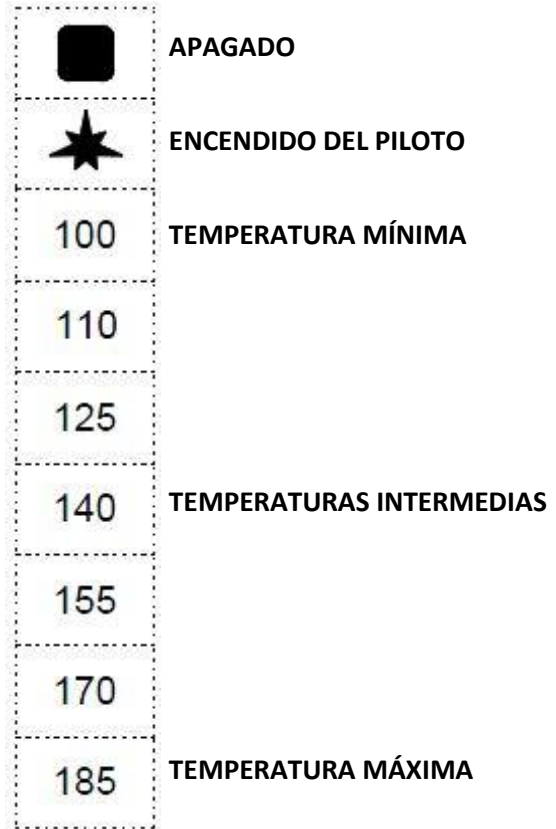 APAGADO
ENCENDIDO DEL PILOTO
100 TEMPERATURA MÍNIMA
110
125
140 TEMPERATURAS INTERMEDIAS
155
170
185 TEMPERATURA MÁXIMA